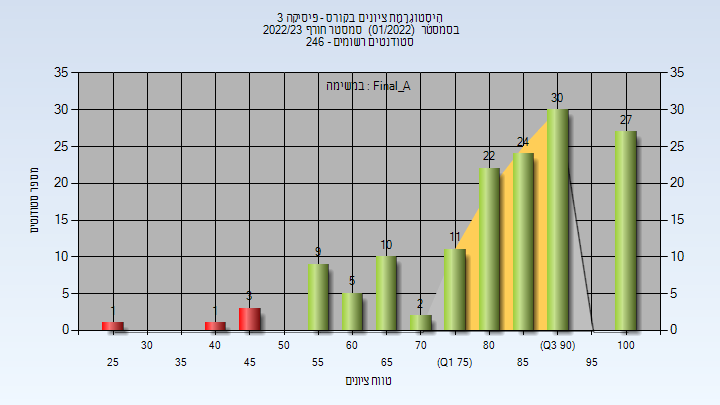 היסטוגרמת ציונים בקורס - פיסיקה 3
בסמסטר (01/2022) סמסטר חורף 2022/23
סטודנטים רשומים - 246
במשימה : Final_A
מספר סטודנטים
35 35
30 30
25 25
20 20
15 15
10 10
5 5
0 0
1 1 3 9 5 10 2 11 22 24 30 27
30 40 50 60 70 80 (Q3 90) 100
25 35 45 55 65 (Q1 75) 85 95
טווח ציונים